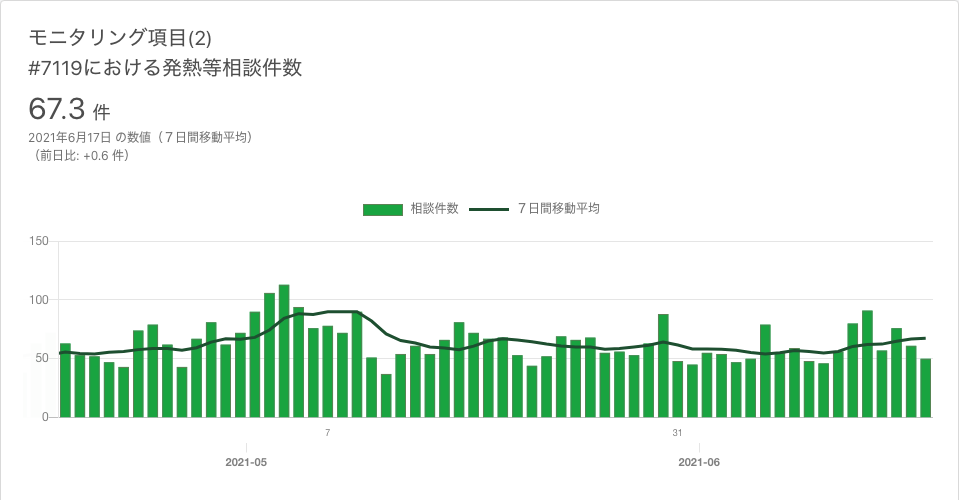 モニタリング項目(2)
#7119における発熱等相談件数
67.3 件
2021年6月17日 の数値（７日間移動平均）
（前日比: +0.6 件）
相談件数 ７日間移動平均
150
100
50
0
7 31
2021-05 2021-06